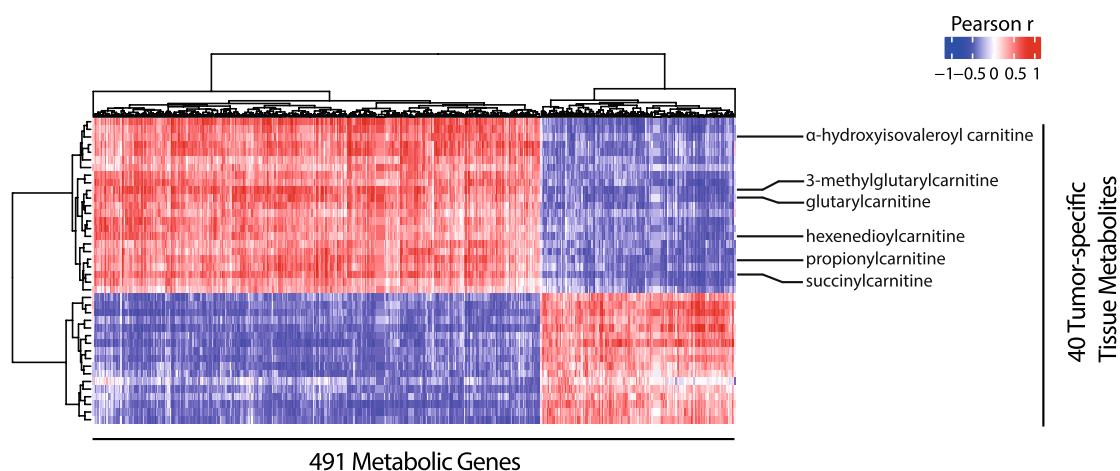 Pearson r
−1−0.5 0 0.5 1
α-hydroxyisovaleroyl carnitine
3-methylglutarylcarnitine
glutarylcarnitine
hexenedioylcarnitine
propionylcarnitine
succinylcarnitine
40 Tumor-specific
Tissue Metabolites
491 Metabolic Genes